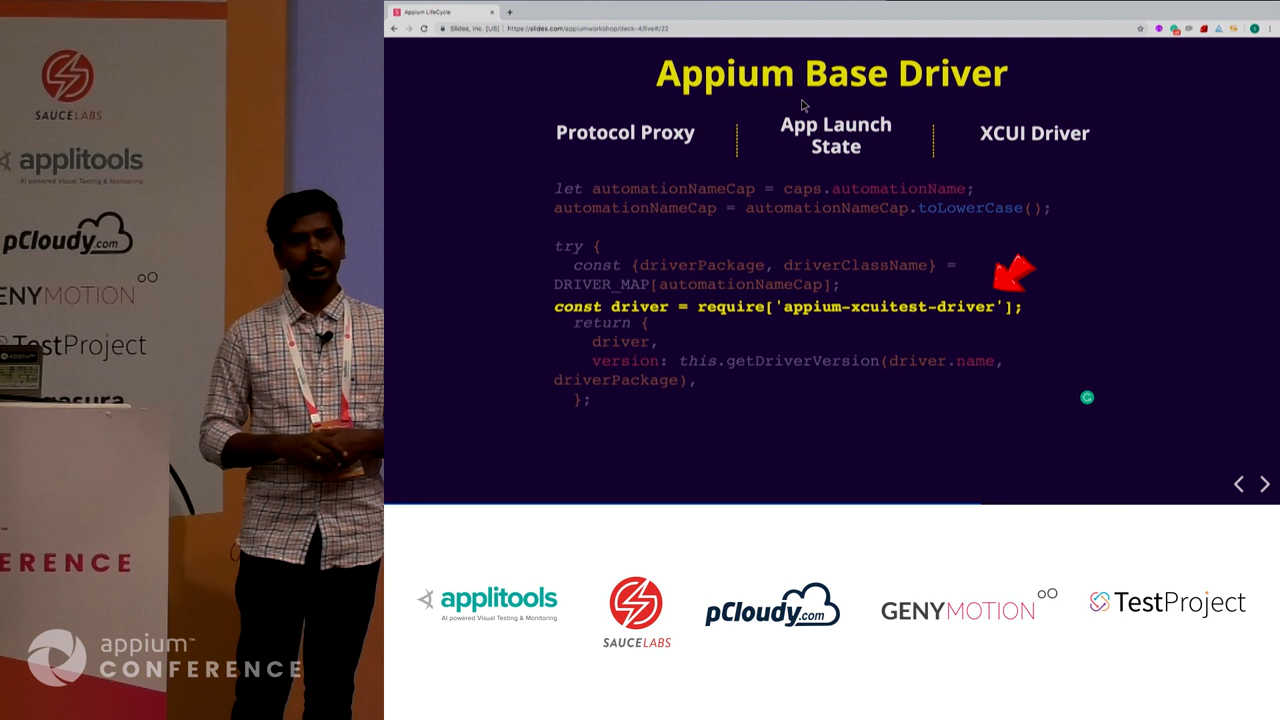 SAUCELABS
applitools
AI powered Visual Testing & Monitoring
pCloudy.com
GENYMOTION
TestProject
appium
ERENCE
appium™
CONFERENCE
Appium LifeCycle
Slides, Inc. [US] https://slides.com/appiumworkshop/deck-4/live#/22
Appium Base Driver
Protocol Proxy
App Launch
State
XCUI Driver
let automationNameCap = caps.automationName;
automationNameCap = automationNameCap.toLowerCase();
try {
const {driverPackage, driverClassName} =
DRIVER_MAP[automationNameCap];
const driver = require['appium-xcuitest-driver'];
return {
driver,
version: this.getDriverVersion(driver.name,
driverPackage),
};
applitools
AI powered Visual Testing & Monitoring
SAUCELABS
pCloudy.com
GENYMOTION
TestProject